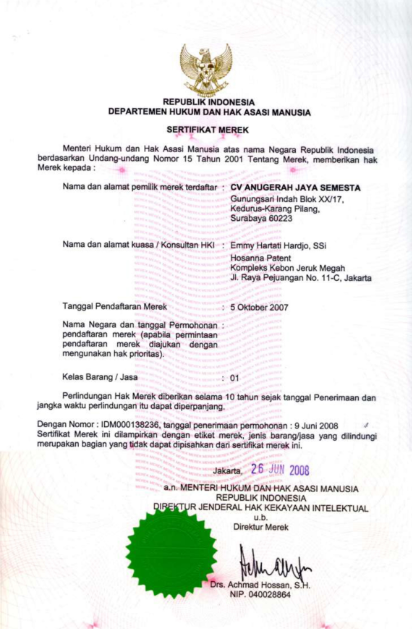 REPUBLIK INDONESIA
DEPARTEMEN HUKUM DAN HAK ASASI MANUSIA
SERTIFIKAT MEREK
Menteri Hukum dan Hak Asasi Manusia atas nama Negara Republik Indonesia
berdasarkan Undang-undang Nomor 15 Tahun 2001 Tentang Merek, memberikan hak
Merek kepada :
Nama dan alamat pemilik merek terdaftar : CV ANUGERAH JAYA SEMESTA
Gunungsari Indah Blok XX/17,
Kedurus-Karang Pilang,
Surabaya 60223
Nama dan alamat kuasa / Konsultan HKI : Emmy Hartati Hardjo, SSi
Hosanna Patent
Kompleks Kebon Jeruk Megah
Jl. Raya Pejuangan No. 11-C, Jakarta
Tanggal Pendaftaran Merek : 5 Oktober 2007
Nama Negara dan tanggal Permohonan :
pendaftaran merek (apabila permintaan
pendaftaran merek diajukan dengan
mengunakan hak prioritas).
Kelas Barang / Jasa : 01
Perlindungan Hak Merek diberikan selama 10 tahun sejak tanggal Penerimaan dan
jangka waktu perlindungan itu dapat diperpanjang.
Dengan Nomor : IDM000138236, tanggal penerimaan permohonan : 9 Juni 2008
Sertifikat Merek ini dilampirkan dengan etiket merek, jenis barang/jasa yang dilindungi
merupakan bagian yang tidak dapat dipisahkan dari sertifikat merek ini.
Jakarta, 26 JUN 2008
a.n. MENTERI HUKUM DAN HAK ASASI MANUSIA
REPUBLIK INDONESIA
DIREKTUR JENDERAL HAK KEKAYAAN INTELEKTUAL
u.b.
Direktur Merek
Drs. Achmad Hossan, S.H.
NIP. 040028864